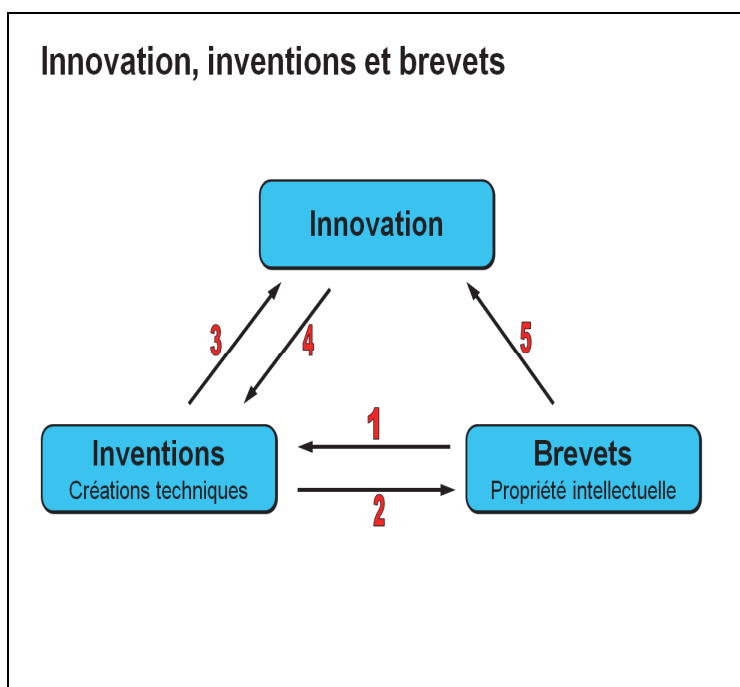 Innovation, inventions et brevets
Innovation
3
4
5
1
Inventions
Créations techniques
Brevets
Propriété intellectuelle
2